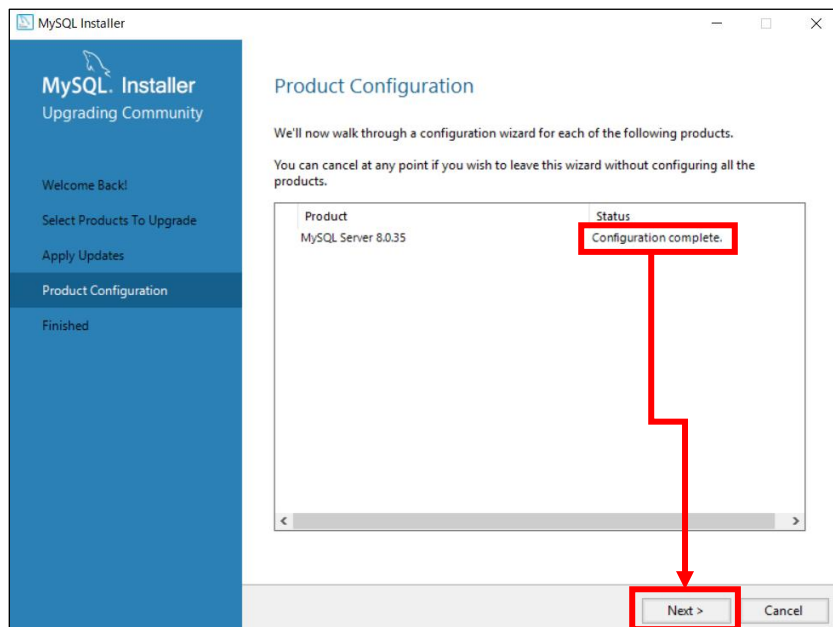 MySQL Installer
MySQL. Installer
Upgrading Community
Welcome Back!
Select Products To Upgrade
Apply Updates
Product Configuration
Finished
Product Configuration
We'll now walk through a configuration wizard for each of the following products.
You can cancel at any point if you wish to leave this wizard without configuring all the
products.
Product Status
MySQL Server 8.0.35 Configuration complete.
Next > Cancel